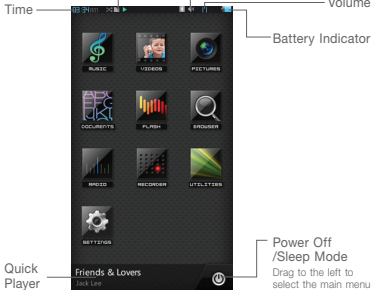 Time
Volume
Battery Indicator
MUSIC
VIDEOS
PICTURES
DOCUMENTS
FLASH
BROWSER
RADIO
RECORDER
UTILITIES
SETTINGS
Quick
Player
Friends & Lovers
Jack Lee
Power Off
/Sleep Mode
Drag to the left to
select the main menu